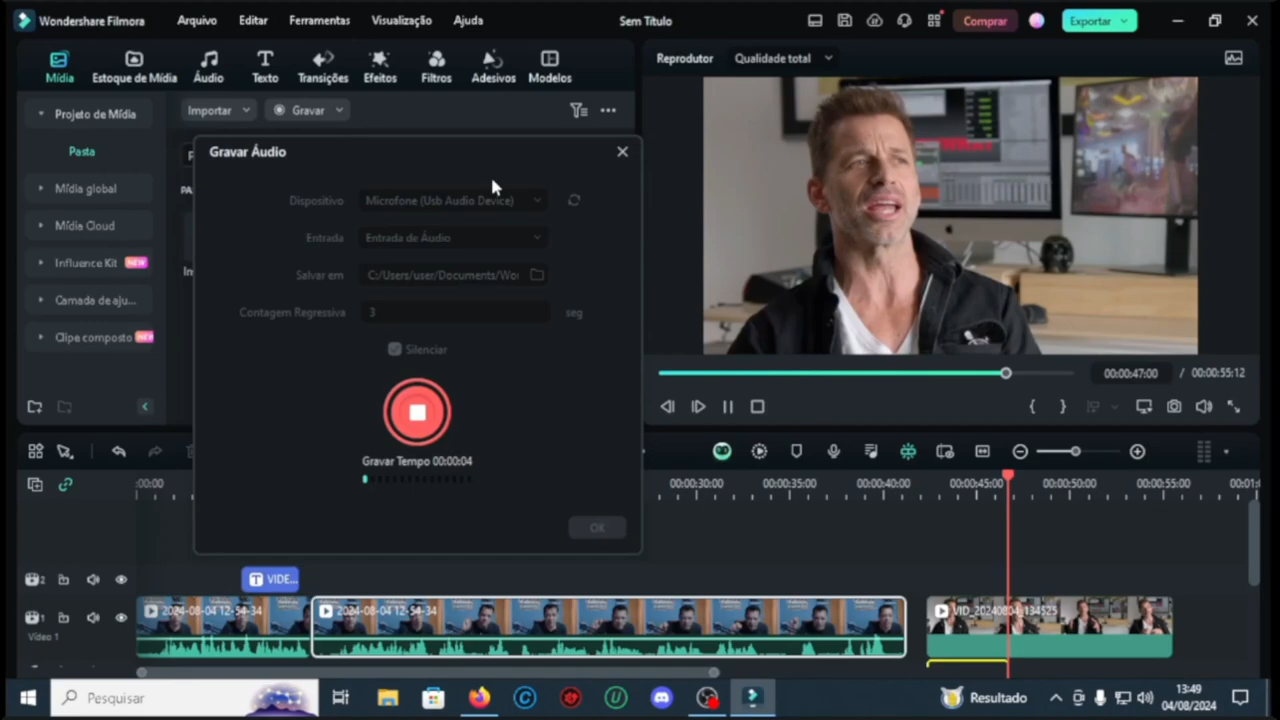 Wondershare Filmora
Arquivo
Editar
Ferramentas
Visualização
Ajuda
Sem Título
Comprar
Exportar
Mídia
Estoque de Mídia
Áudio
Texto
Transições
Efeitos
Filtros
Adesivos
Modelos
Reprodutor
Qualidade total
Projeto de Mídia
Importar
Gravar
Pasta
Mídia global
Mídia Cloud
Influence Kit NEW
Camada de aju...
Clipe composto NEW
Gravar Áudio
Dispositivo
Microfone (Usb Audio Device)
Entrada
Entrada de Áudio
Salvar em
C:/Users/user/Documents/Wo
Contagem Regressiva
3
seg
Silenciar
Gravar Tempo 00:00:04
OK
00:00:47:00 / 00:00:55:12
:00:00
00:00:30:00
00:00:35:00
00:00:40:00
00:00:45:00
00:00:50:00
00:00:55:00
00:01:0
2
T VIDE...
1
2024-08-04 12-54-34
2024-08-04 12-54-34
VID_20240804_134525
Vídeo 1
Pesquisar
Resultado
13:49
04/08/2024